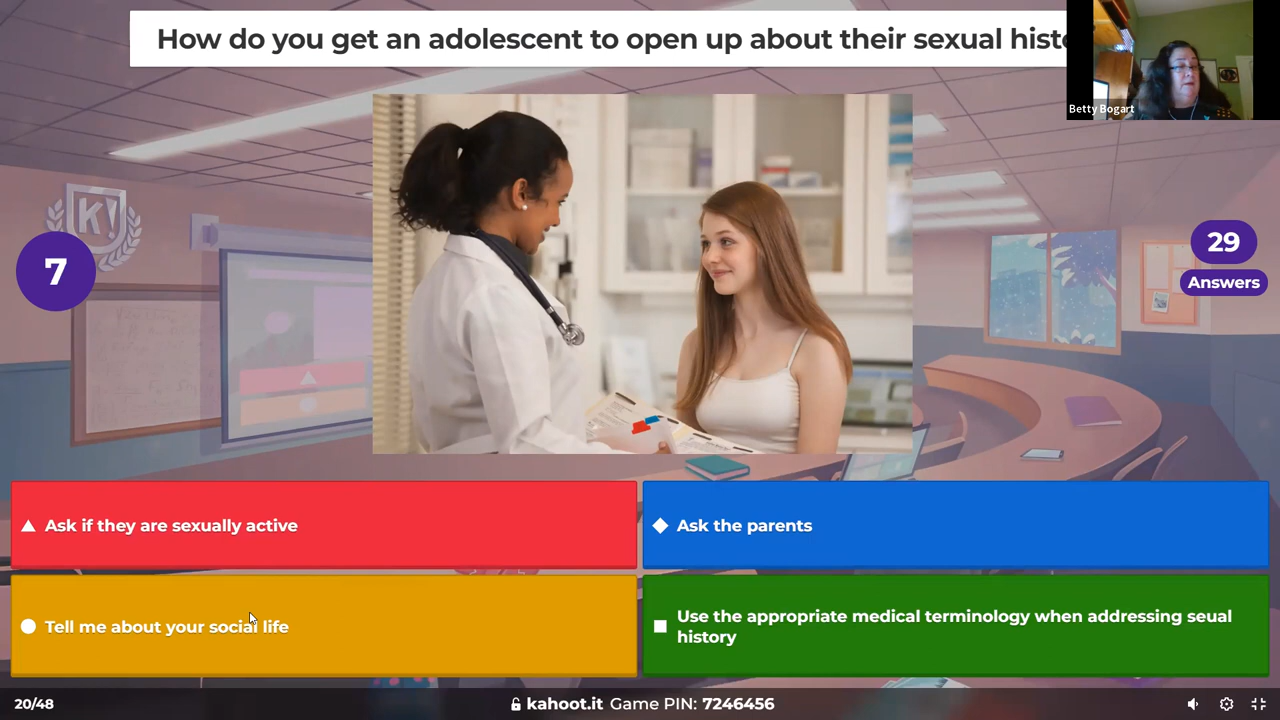 How do you get an adolescent to open up about their sexual
Betty Bogart
K!
7
29
Answers
Ask if they are sexually active
Ask the parents
Tell me about your social life
Use the appropriate medical terminology when addressing seual
history
20/48
kahoot.it Game PIN: 7246456